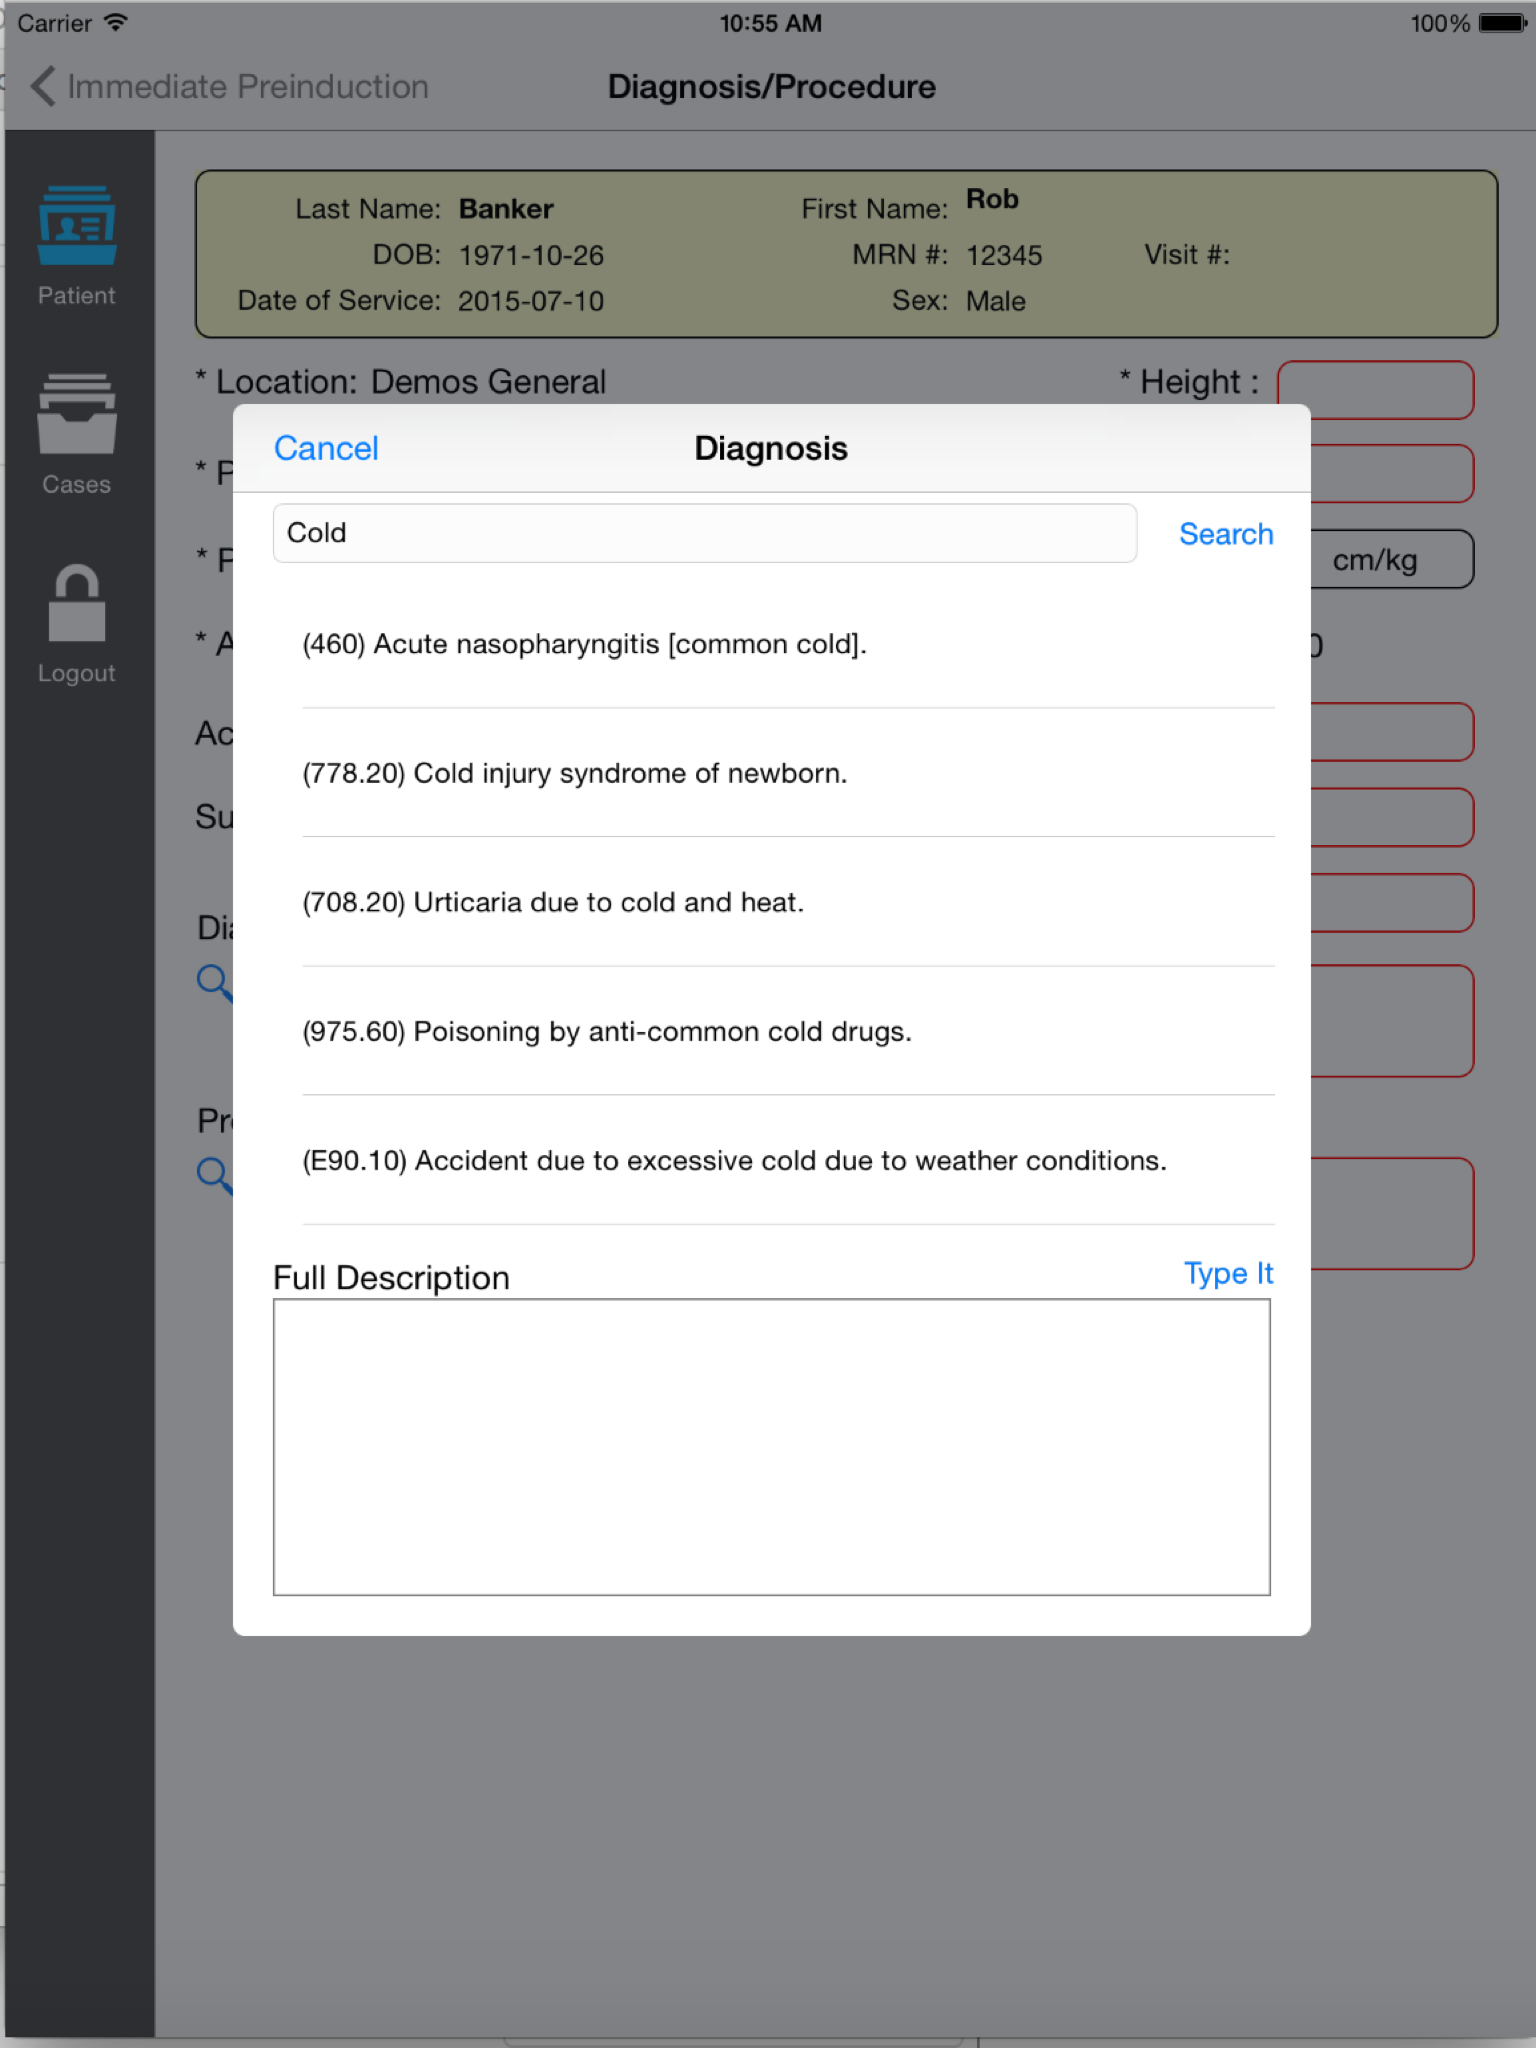 Carrier 10:55 AM 100%
Immediate Preinduction Diagnosis/Procedure
Patient
Cases
Logout
Last Name: Banker First Name: Rob
DOB: 1971-10-26 MRN #: 12345 Visit #:
Date of Service: 2015-07-10 Sex: Male
* Location: Demos General * Height :
Cancel Diagnosis
* P
Cold Search
* P cm/kg
(460) Acute nasopharyngitis [common cold].
* A 0
Ac
(778.20) Cold injury syndrome of newborn.
Su
(708.20) Urticaria due to cold and heat.
Dia
(975.60) Poisoning by anti-common cold drugs.
Pro
(E90.10) Accident due to excessive cold due to weather conditions.
Full Description Type It